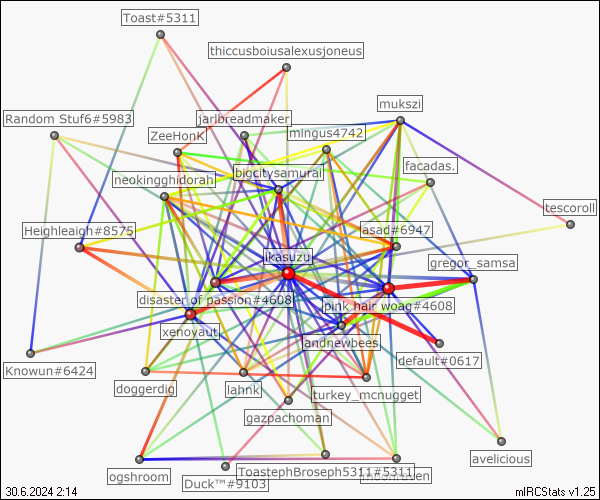 Toast#5311
thiccusboiusalexusjoneus
mukszi
Random Stuf6#5983
jarlbreadmaker
ZeeHonK
mingus4742
facadas.
bigcitysamurai
neokingghidorah
tescoroll
Heighleaigh#8575
asad#6947
ikasuzu
gregor_samsa
disaster of passion#4608
pink hair woag#4608
xenoyaut
andnewbees
default#0617
Knowun#6424
doggerdig
lahnk
turkey_mcnugget
gazpachoman
avelicious
ogshroom
ToastephBroseph5311#5311
Duck™#9103
30.6.2024 2:14
mIRCStats v1.25